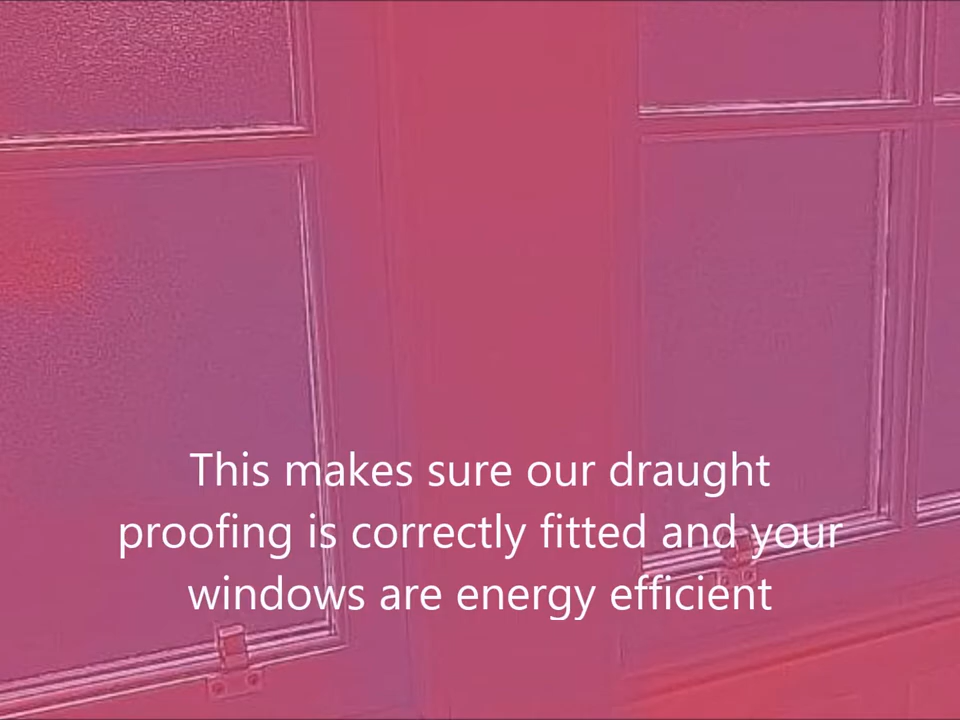 This makes sure our draught
proofing is correctly fitted and your
windows are energy efficient